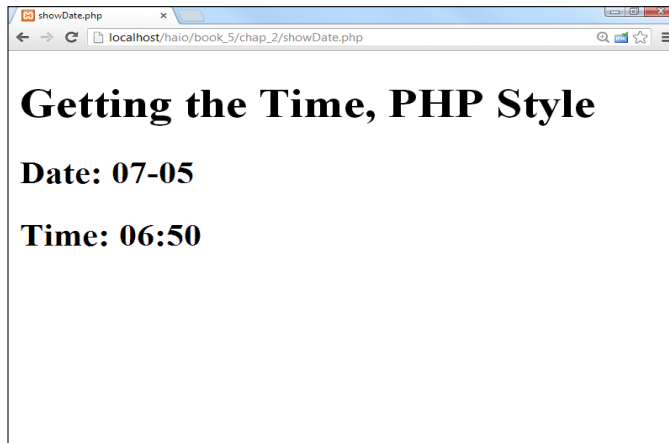 showDate.php
localhost/haio/book_5/chap_2/showDate.php
Getting the Time, PHP Style
Date: 07-05
Time: 06:50